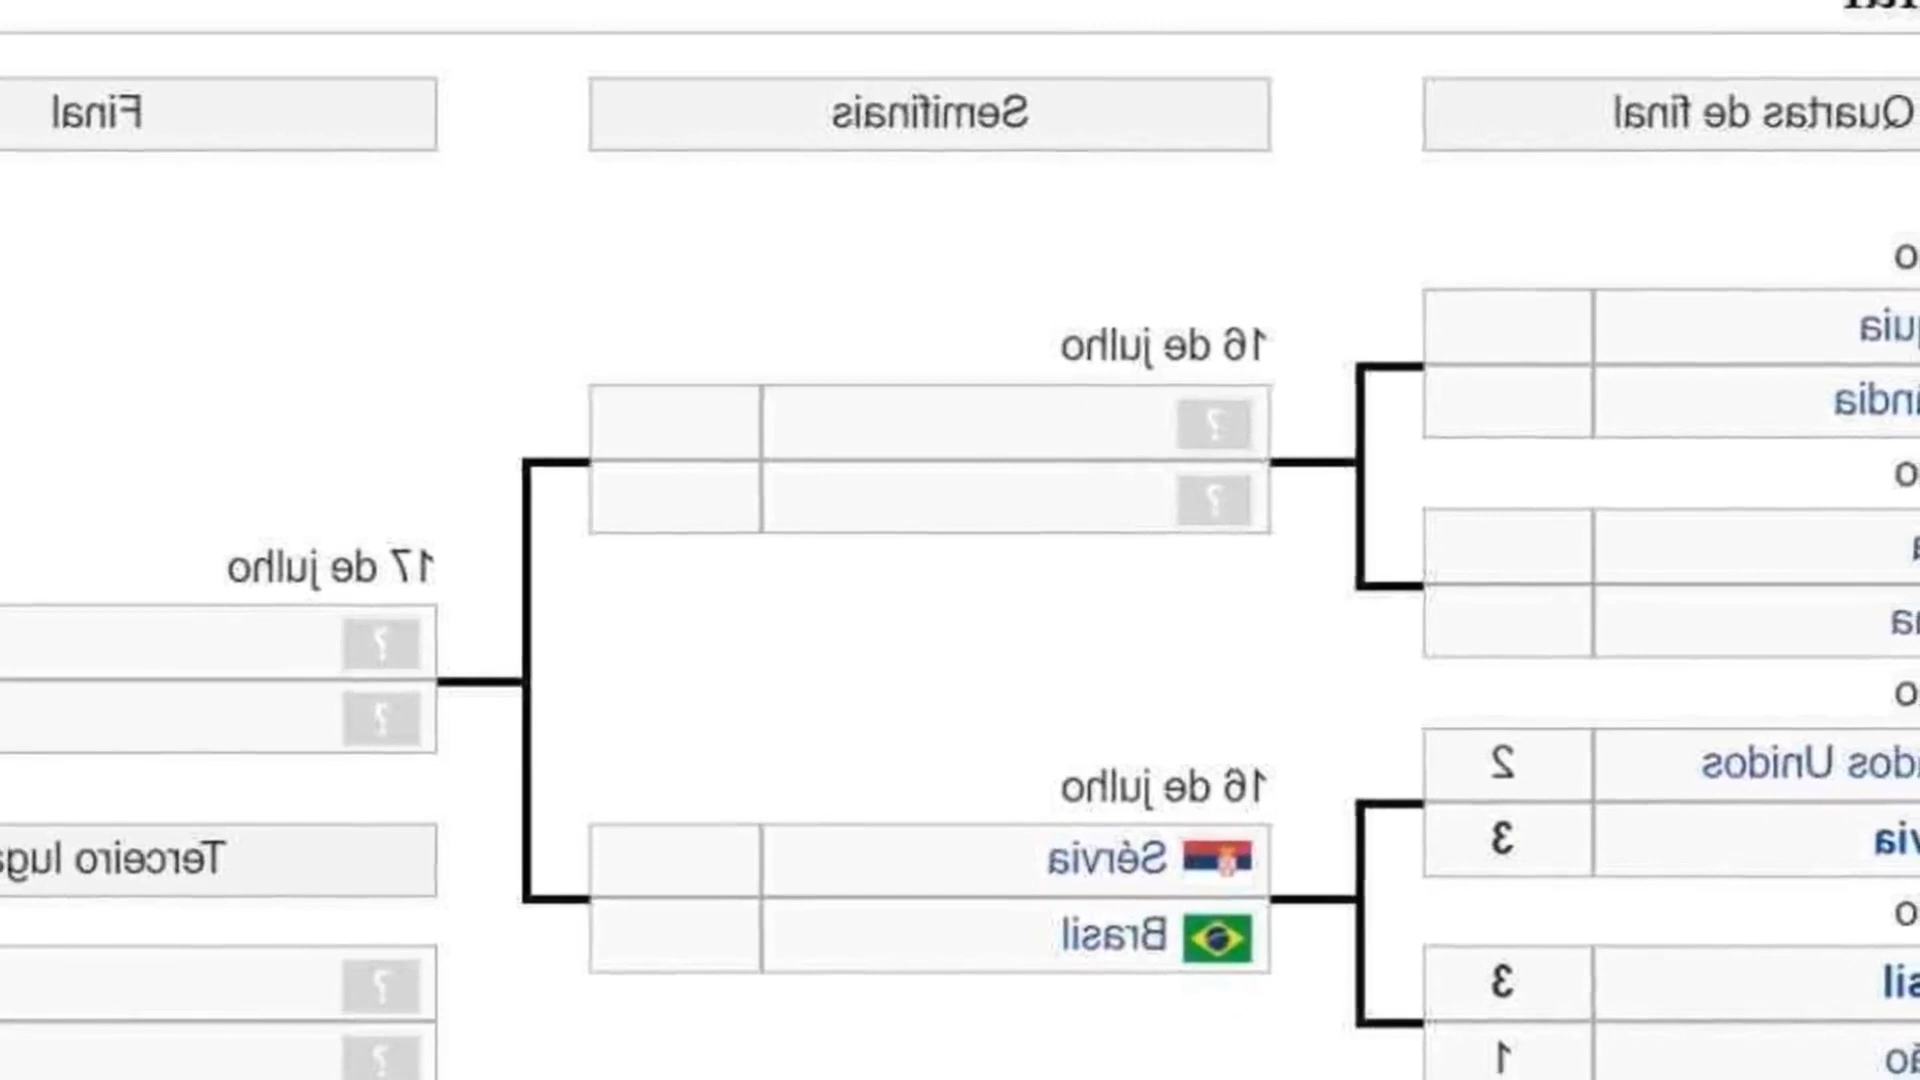 Quartas de final
Semifinais
Final
16 de julho
?
?
17 de julho
?
?
Unidos
2
3
16 de julho
Sérvia
Brasil
Terceiro
3
1
?
?